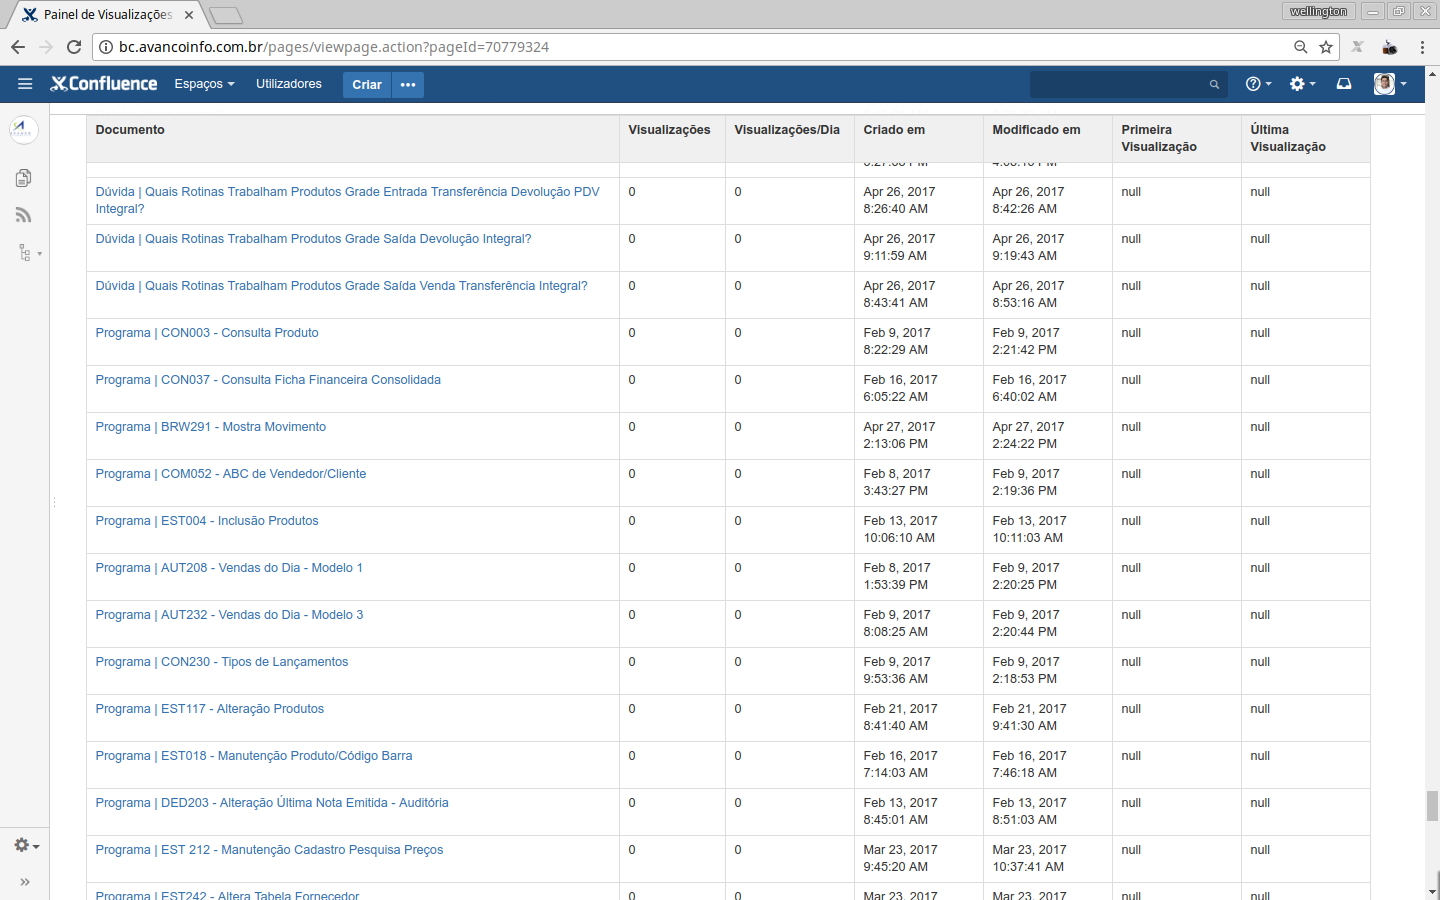 Painel de Visualizações
wellington
bc.avancoinfo.com.br/pages/viewpage.action?pageId=70779324
Confluence Espaços Utilizadores Criar •••
Documento Visualizações Visualizações/Dia Criado em Modificado em Primeira Visualização Última Visualização
Dúvida | Quais Rotinas Trabalham Produtos Grade Entrada Transferência Devolução PDV 0 0 Apr 26, 2017 Apr 26, 2017 null null
Integral? 8:26:40 AM 8:42:26 AM
Dúvida | Quais Rotinas Trabalham Produtos Grade Saída Devolução Integral? 0 0 Apr 26, 2017 Apr 26, 2017 null null
9:11:59 AM 9:19:43 AM
Dúvida | Quais Rotinas Trabalham Produtos Grade Saída Venda Transferência Integral? 0 0 Apr 26, 2017 Apr 26, 2017 null null
8:43:41 AM 8:53:16 AM
Programa | CON003 - Consulta Produto 0 0 Feb 9, 2017 Feb 9, 2017 null null
8:22:29 AM 2:21:42 PM
Programa | CON037 - Consulta Ficha Financeira Consolidada 0 0 Feb 16, 2017 Feb 16, 2017 null null
6:05:22 AM 6:40:02 AM
Programa | BRW291 - Mostra Movimento 0 0 Apr 27, 2017 Apr 27, 2017 null null
2:13:06 PM 2:24:22 PM
Programa | COM052 - ABC de Vendedor/Cliente 0 0 Feb 8, 2017 Feb 9, 2017 null null
3:43:27 PM 2:19:36 PM
Programa | EST004 - Inclusão Produtos 0 0 Feb 13, 2017 Feb 13, 2017 null null
10:06:10 AM 10:11:03 AM
Programa | AUT208 - Vendas do Dia - Modelo 1 0 0 Feb 8, 2017 Feb 9, 2017 null null
1:53:39 PM 2:20:25 PM
Programa | AUT232 - Vendas do Dia - Modelo 3 0 0 Feb 9, 2017 Feb 9, 2017 null null
8:08:25 AM 2:20:44 PM
Programa | CON230 - Tipos de Lançamentos 0 0 Feb 9, 2017 Feb 9, 2017 null null
9:53:36 AM 2:18:53 PM
Programa | EST117 - Alteração Produtos 0 0 Feb 21, 2017 Feb 21, 2017 null null
8:41:40 AM 9:41:30 AM
Programa | EST018 - Manutenção Produto/Código Barra 0 0 Feb 16, 2017 Feb 16, 2017 null null
7:14:03 AM 7:46:18 AM
Programa | DED203 - Alteração Última Nota Emitida - Auditória 0 0 Feb 13, 2017 Feb 13, 2017 null null
8:45:01 AM 8:51:03 AM
Programa | EST 212 - Manutenção Cadastro Pesquisa Preços 0 0 Mar 23, 2017 Mar 23, 2017 null null
9:45:20 AM 10:37:41 AM
Programa | EST242 - Altera Tabela Fornecedor 0 0 Mar 23, 2017 Mar 23, 2017 null null